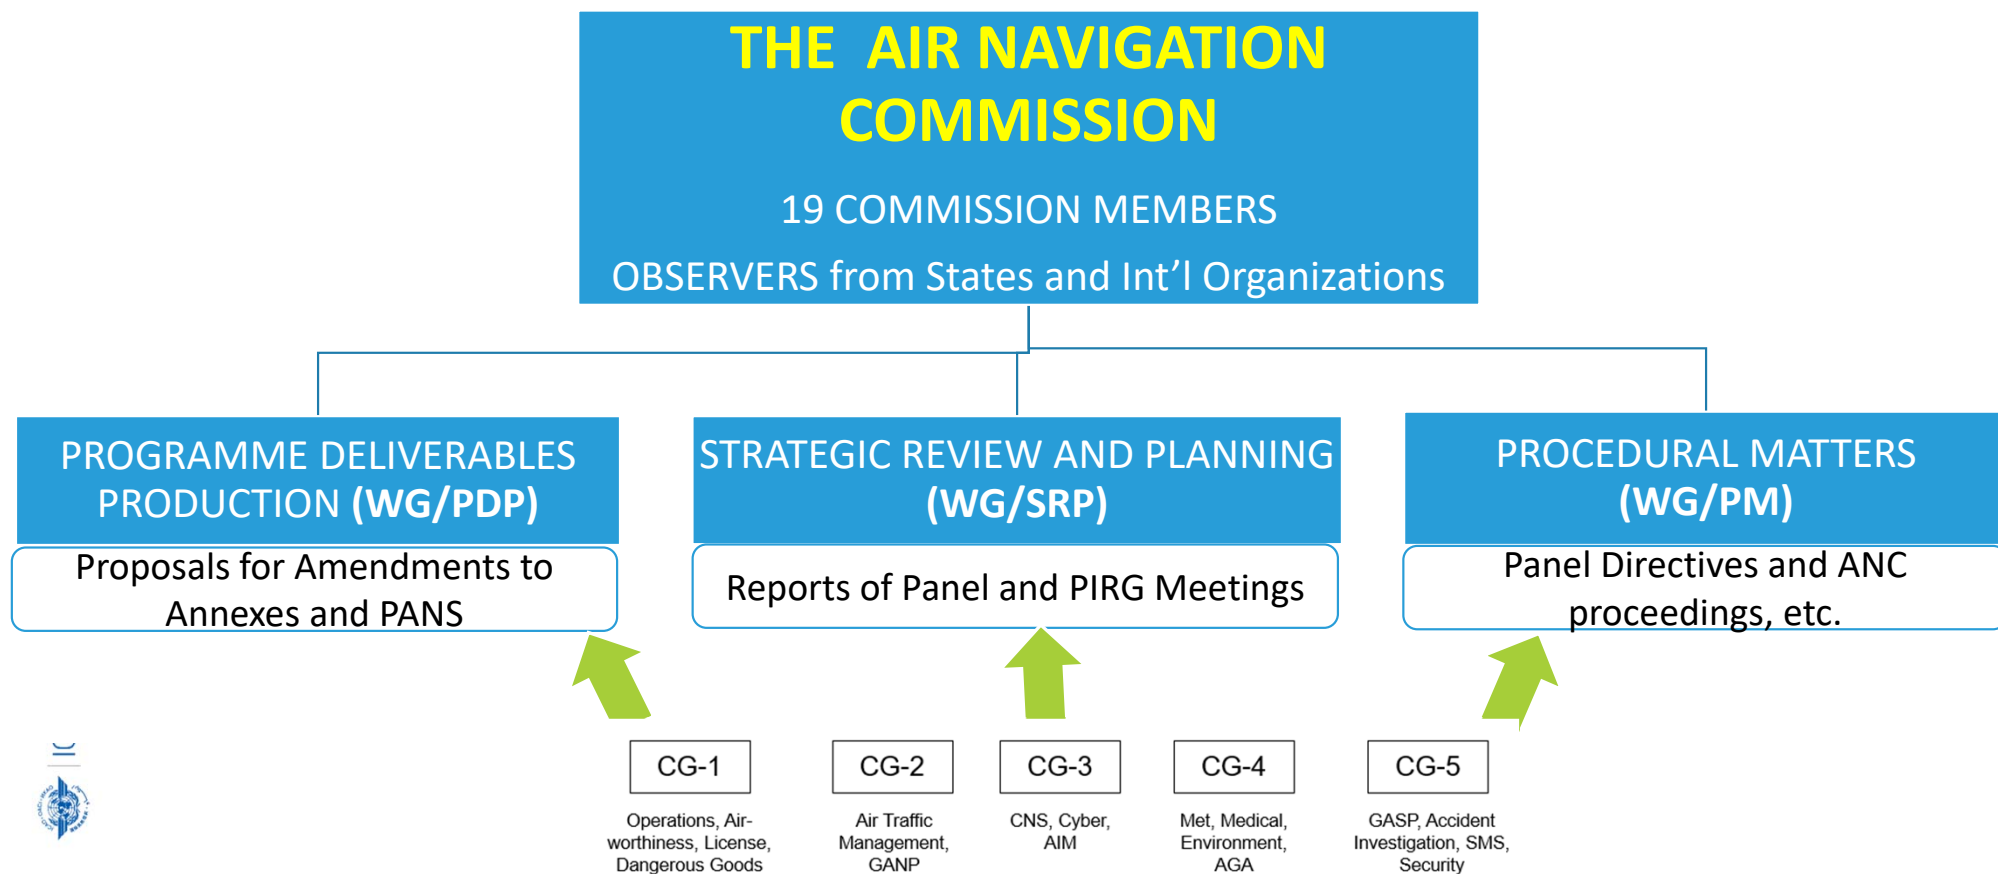 THE AIR NAVIGATION
COMMISSION
19 COMMISSION MEMBERS
OBSERVERS from States and Int’l Organizations
PROGRAMME DELIVERABLES
PRODUCTION (WG/PDP)
Proposals for Amendments to
Annexes and PANS
STRATEGIC REVIEW AND PLANNING
(WG/SRP)
Reports of Panel and PIRG Meetings
PROCEDURAL MATTERS
(WG/PM)
Panel Directives and ANC
proceedings, etc.
CG-1
Operations, Air-
worthiness, License,
Dangerous Goods
CG-2
Air Traffic
Management,
GANP
CG-3
CNS, Cyber,
AIM
CG-4
Met, Medical,
Environment,
AGA
CG-5
GASP, Accident
Investigation, SMS,
Security